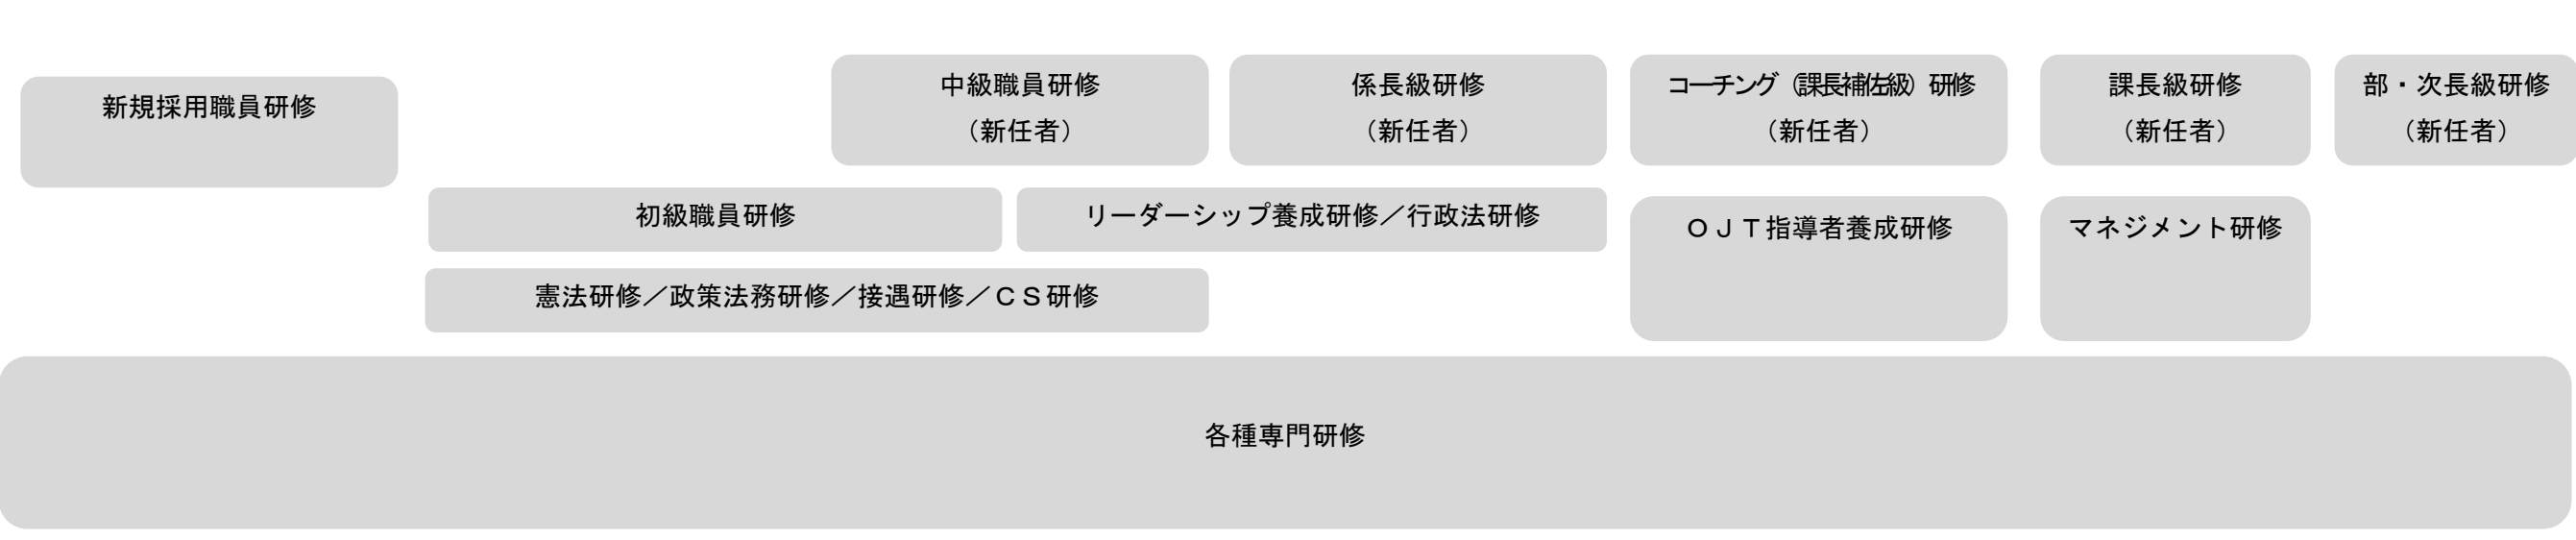 新規採用職員研修
中級職員研修
（新任者）
係長級研修
（新任者）
コーチング（課長補佐級）研修
（新任者）
課長級研修
（新任者）
部・次長級研修
（新任者）
初級職員研修
リーダーシップ養成研修／行政法研修
ＯＪＴ指導者養成研修
マネジメント研修
憲法研修／政策法務研修／接遇研修／ＣＳ研修
各種専門研修